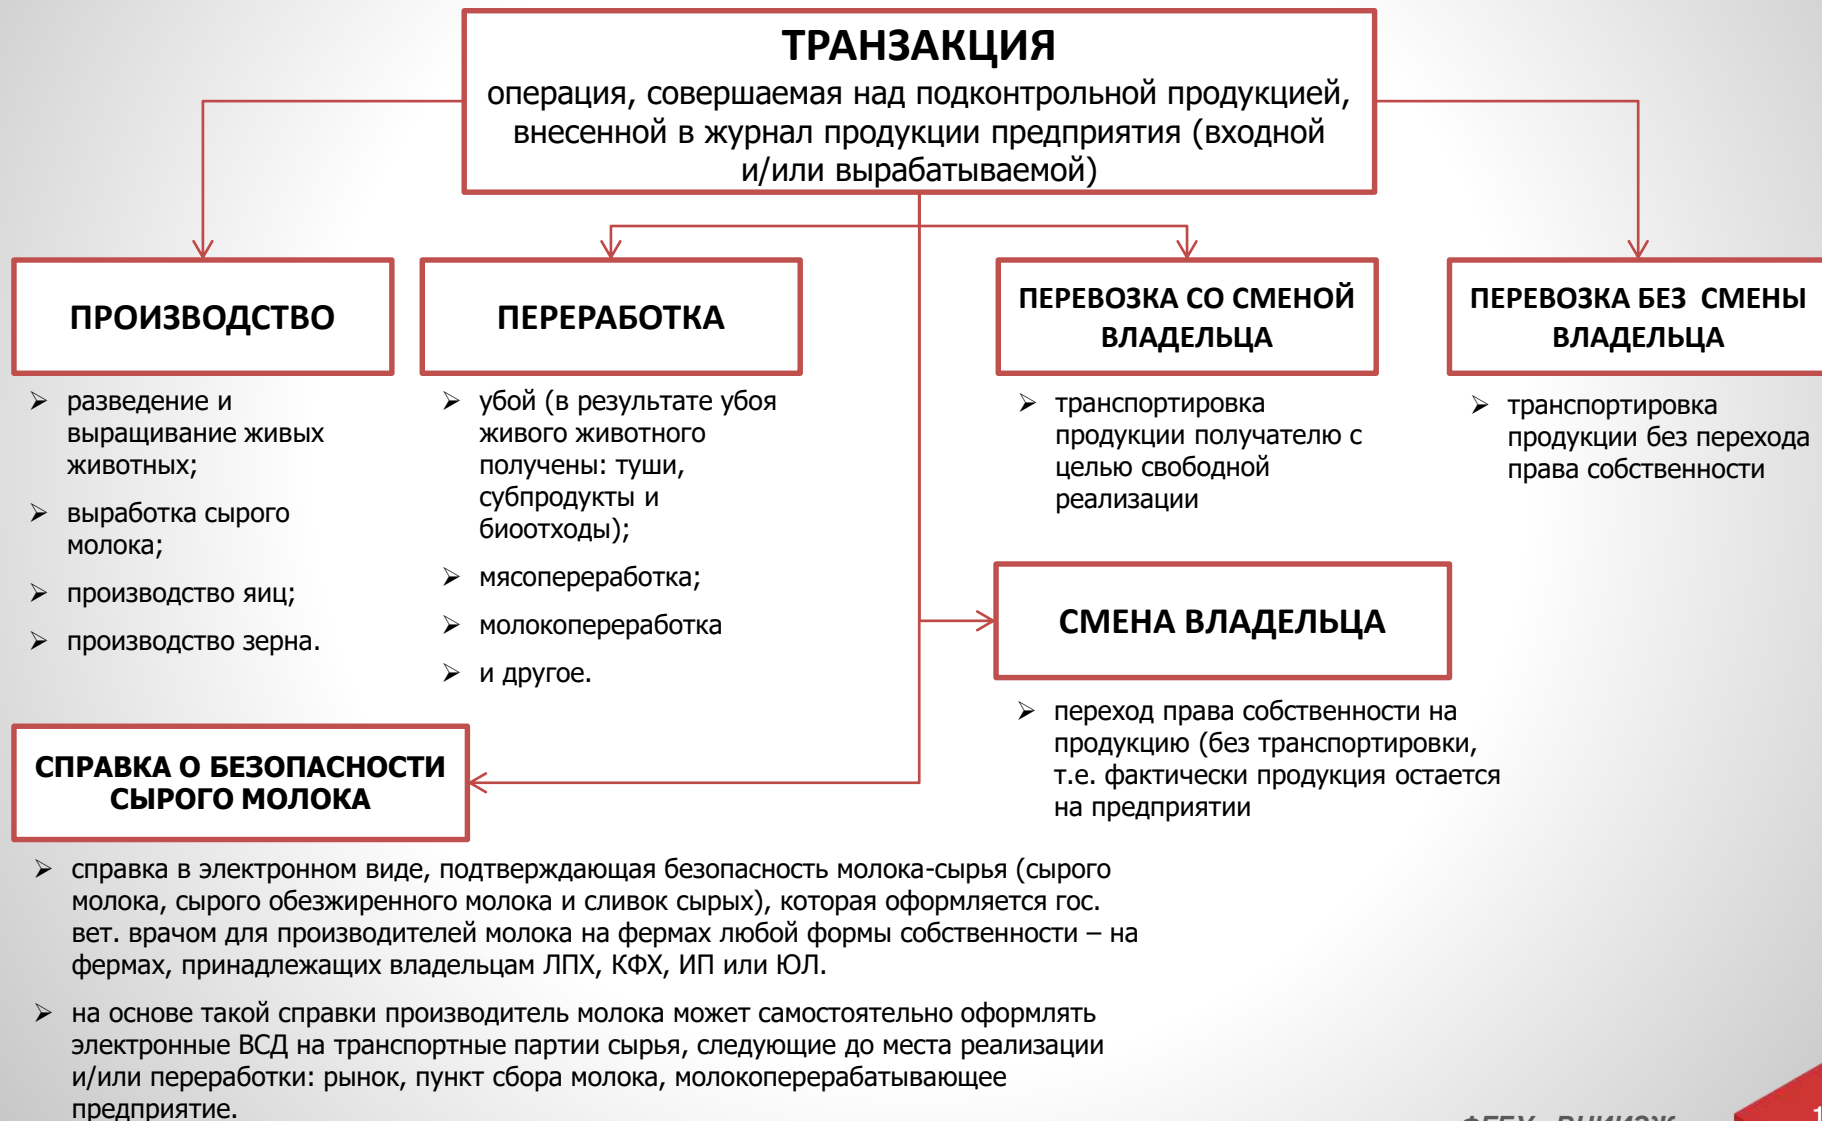 ТРАНЗАКЦИЯ
операция, совершаемая над подконтрольной продукцией,
внесенной в журнал продукции предприятия (входной
и/или вырабатываемой)
ПРОИЗВОДСТВО
➢ разведение и
выращивание живых
животных;
➢ выработка сырого
молока;
➢ производство яиц;
➢ производство зерна.
ПЕРЕРАБОТКА
➢ убой (в результате убоя
живого животного
получены: туши,
субпродукты и
биоотходы);
➢ мясопереработка;
➢ молокопереработка
➢ и другое.
ПЕРЕВОЗКА СО СМЕНОЙ
ВЛАДЕЛЬЦА
➢ транспортировка
продукции получателю с
целью свободной
реализации
ПЕРЕВОЗКА БЕЗ СМЕНЫ
ВЛАДЕЛЬЦА
➢ транспортировка
продукции без перехода
права собственности
СМЕНА ВЛАДЕЛЬЦА
➢ переход права собственности на
продукцию (без транспортировки,
т.е. фактически продукция остается
на предприятии
СПРАВКА О БЕЗОПАСНОСТИ
СЫРОГО МОЛОКА
➢ справка в электронном виде, подтверждающая безопасность молока-сырья (сырого
молока, сырого обезжиренного молока и сливок сырых), которая оформляется гос.
вет. врачом для производителей молока на фермах любой формы собственности – на
фермах, принадлежащих владельцам ЛПХ, КФХ, ИП или ЮЛ.
➢ на основе такой справки производитель молока может самостоятельно оформлять
электронные ВСД на транспортные партии сырья, следующие до места реализации
и/или переработки: рынок, пункт сбора молока, молокоперерабатывающее
предприятие.